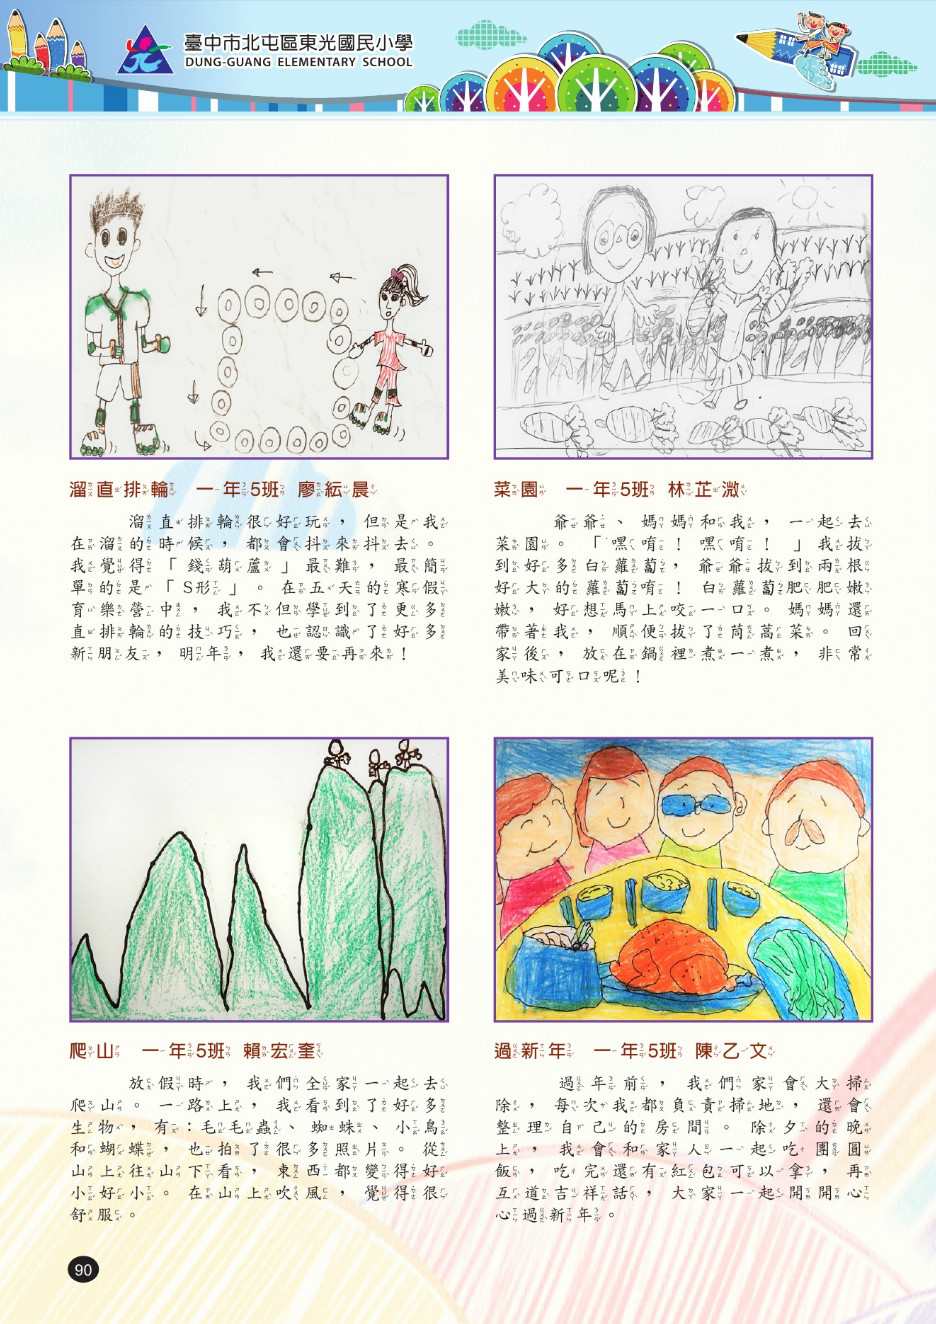 臺中市北屯區東光國民小學
DUNG-GUANG ELEMENTARY SCHOOL
溜直排輪 一年5班 廖紜晨
溜直排輪很好玩，但是我
在溜的時候，都會抖來抖去。
我覺得「錢葫蘆」最難，最簡
單的是「S形」。在五天的寒假
育樂營中，我不但學到了更多
直排輪的技巧，也認識了好多
新朋友，明年，我還要再來！
菜園 一年5班 林芷溦
爺爺、媽媽和我，一起去
菜園。「嘿唷！嘿唷！」我拔
到好多白蘿蔔，爺爺拔到兩根
好大的蘿蔔唷！白蘿蔔肥肥嫩
嫩，好想馬上咬一口。媽媽還
帶著我，順便拔了茼蒿菜。回
家後，放在鍋裡煮一煮，非常
美味可口呢！
爬山 一年5班 賴宏奎
放假時，我們全家一起去
爬山。一路上，我看到了好多
生物，有：毛毛蟲、蜘蛛、小鳥
和蝴蝶，也拍了很多照片。從
山上往山下看，東西都變得好
小好小。在山上吹風，覺得很
舒服。
過新年 一年5班 陳乙文
過年前，我們家會大掃
除，每次我都負責掃地，還會
整理自己的房間。除夕的晚
上，我會和家人一起吃團圓
飯，吃完還有紅包可以拿，再
互道吉祥話，大家一起開開心
心過新年。
90